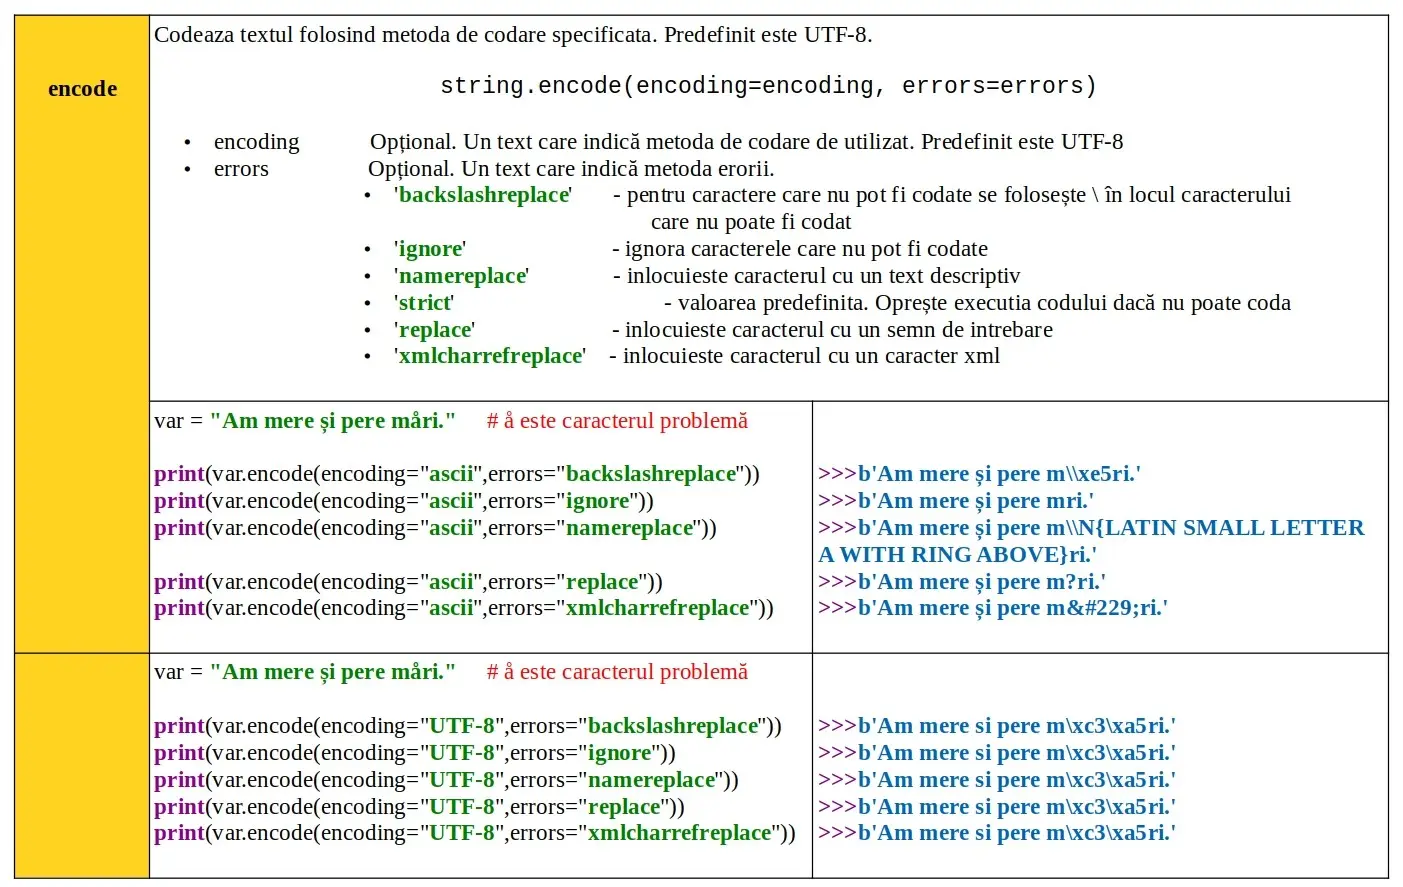 Codeaza textul folosind metoda de codare specificata. Predefinit este UTF-8.
encode
string.encode(encoding=encoding, errors=errors)
• encoding Opțional. Un text care indică metoda de codare de utilizat. Predefinit este UTF-8
• errors Opțional. Un text care indică metoda erorii.
• 'backslashreplace' - pentru caractere care nu pot fi codate se folosește \ în locul caracterului
care nu poate fi codat
• 'ignore' - ignora caracterele care nu pot fi codate
• 'namereplace' - inlocuieste caracterul cu un text descriptiv
• 'strict' - valoarea predefinita. Oprește executia codului dacă nu poate coda
• 'replace' - inlocuieste caracterul cu un semn de intrebare
• 'xmlcharrefreplace' - inlocuieste caracterul cu un caracter xml
var = "Am mere și pere måri." # å este caracterul problemă
print(var.encode(encoding="ascii",errors="backslashreplace")) >>>b'Am mere și pere m\\xe5ri.'
print(var.encode(encoding="ascii",errors="ignore")) >>>b'Am mere și pere mri.'
print(var.encode(encoding="ascii",errors="namereplace")) >>>b'Am mere și pere m\\N{LATIN SMALL LETTER
A WITH RING ABOVE}ri.'
print(var.encode(encoding="ascii",errors="replace")) >>>b'Am mere și pere m?ri.'
print(var.encode(encoding="ascii",errors="xmlcharrefreplace")) >>>b'Am mere și pere m&#229;ri.'
var = "Am mere și pere måri." # å este caracterul problemă
print(var.encode(encoding="UTF-8",errors="backslashreplace")) >>>b'Am mere si pere m\xc3\xa5ri.'
print(var.encode(encoding="UTF-8",errors="ignore")) >>>b'Am mere si pere m\xc3\xa5ri.'
print(var.encode(encoding="UTF-8",errors="namereplace")) >>>b'Am mere si pere m\xc3\xa5ri.'
print(var.encode(encoding="UTF-8",errors="replace")) >>>b'Am mere si pere m\xc3\xa5ri.'
print(var.encode(encoding="UTF-8",errors="xmlcharrefreplace")) >>>b'Am mere si pere m\xc3\xa5ri.'